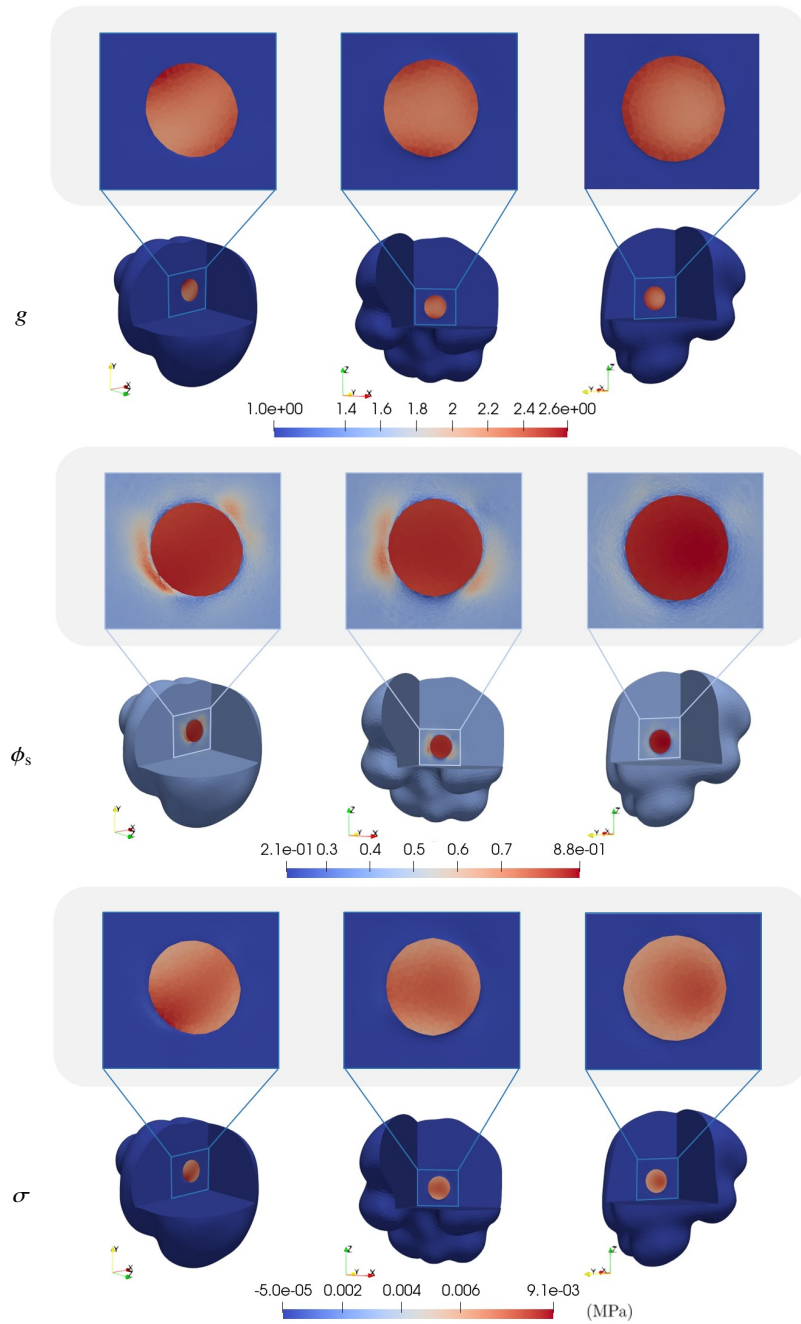 g
Y
X
Z
Z
Y
X
Z
Y
X
1.0e+00 1.4 1.6 1.8 2 2.2 2.4 2.6e+00
ϕs
Y
X
Z
Z
Y
X
Z
Y
X
2.1e-01 0.3 0.4 0.5 0.6 0.7 8.8e-01
σ
Y
X
Z
Z
Y
X
Z
Y
X
-5.0e-05 0.002 0.004 0.006 9.1e-03 (MPa)